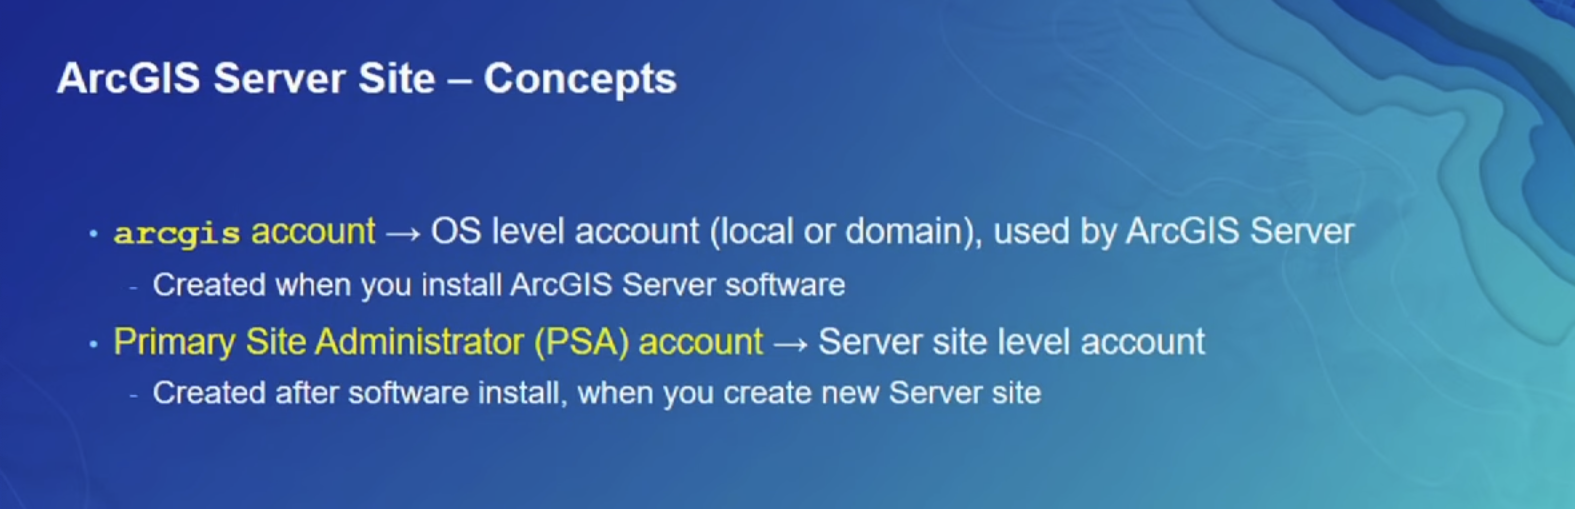 ArcGIS Server Site – Concepts
• arcgis account → OS level account (local or domain), used by ArcGIS Server
- Created when you install ArcGIS Server software
• Primary Site Administrator (PSA) account → Server site level account
- Created after software install, when you create new Server site